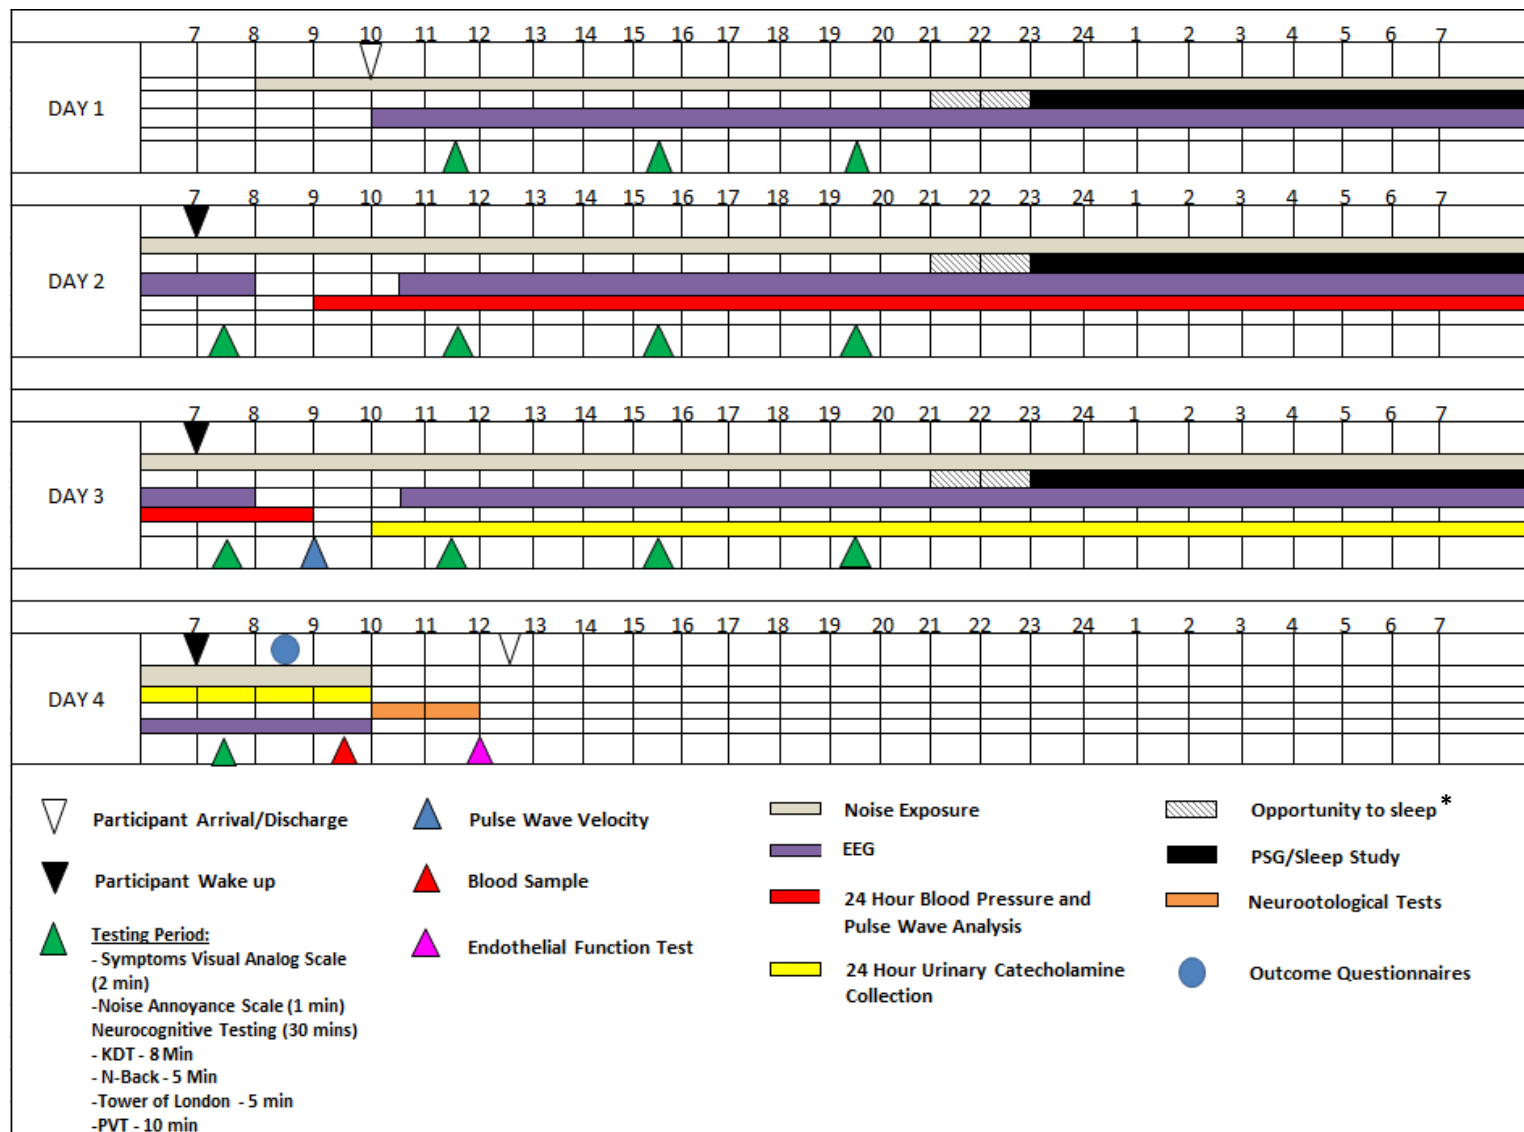 7 8 9 10 11 12 13 14 15 16 17 18 19 20 21 22 23 24 1 2 3 4 5 6 7
DAY 1
7 8 9 10 11 12 13 14 15 16 17 18 19 20 21 22 23 24 1 2 3 4 5 6 7
DAY 2
7 8 9 10 11 12 13 14 15 16 17 18 19 20 21 22 23 24 1 2 3 4 5 6 7
DAY 3
7 8 9 10 11 12 13 14 15 16 17 18 19 20 21 22 23 24 1 2 3 4 5 6 7
DAY 4
Participant Arrival/Discharge
Participant Wake up
Testing Period:
- Symptoms Visual Analog Scale
(2 min)
-Noise Annoyance Scale (1 min)
Neurocognitive Testing (30 mins)
- KDT - 8 Min
- N-Back - 5 Min
-Tower of London - 5 min
-PVT - 10 min
Pulse Wave Velocity
Blood Sample
Endothelial Function Test
Noise Exposure
EEG
24 Hour Blood Pressure and
Pulse Wave Analysis
24 Hour Urinary Catecholamine
Collection
Opportunity to sleep *
PSG/Sleep Study
Neurootological Tests
Outcome Questionnaires